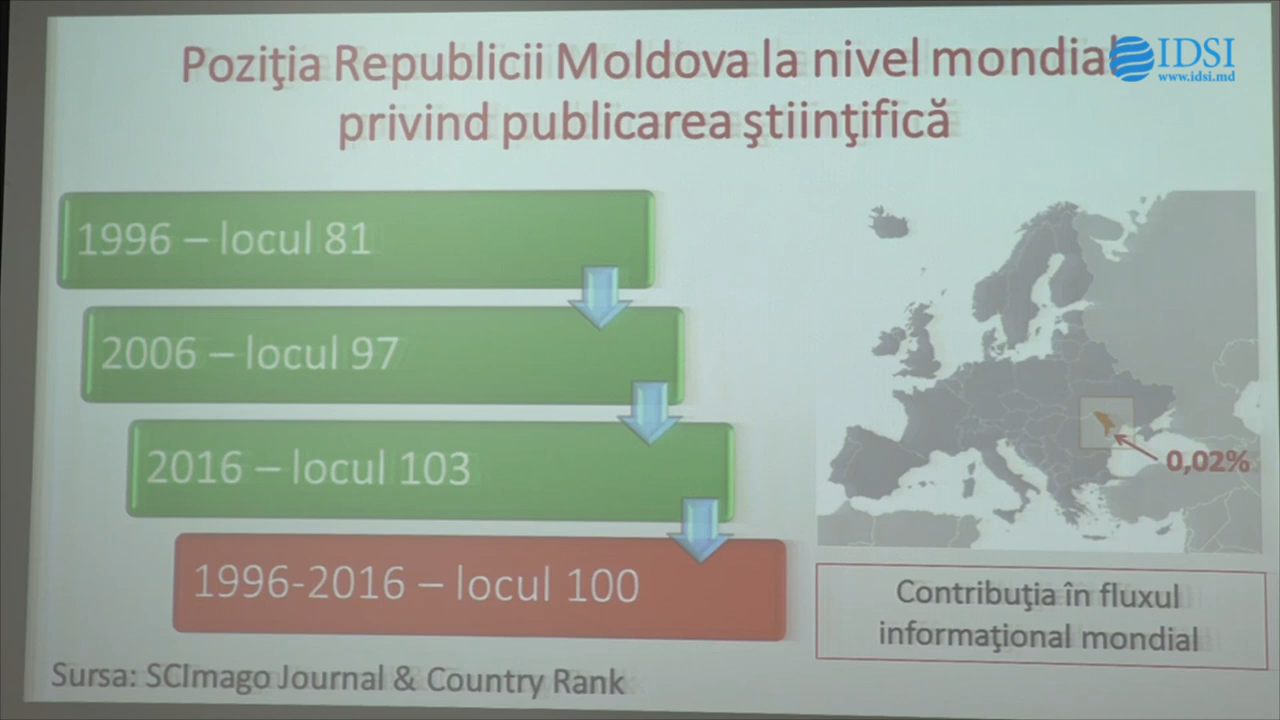 Poziţia Republicii Moldova la nivel mondial
privind publicarea ştiinţifică
IDSI
www.idsi.md
1996 – locul 81
2006 – locul 97
2016 – locul 103
1996-2016 – locul 100
0,02%
Contribuţia în fluxul
informaţional mondial
Sursa: SCImago Journal & Country Rank